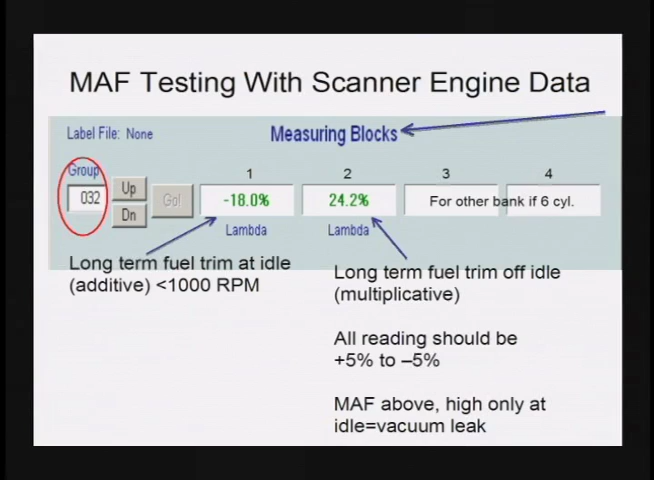 MAF Testing With Scanner Engine Data
Label File: None
Measuring Blocks
Group
1
2
3
4
032
Up
Dn
Go!
-18.0%
24.2%
For other bank if 6 cyl.
Lambda
Lambda
Long term fuel trim at idle
(additive) <1000 RPM
Long term fuel trim off idle
(multiplicative)
All reading should be
+5% to –5%
MAF above, high only at
idle=vacuum leak